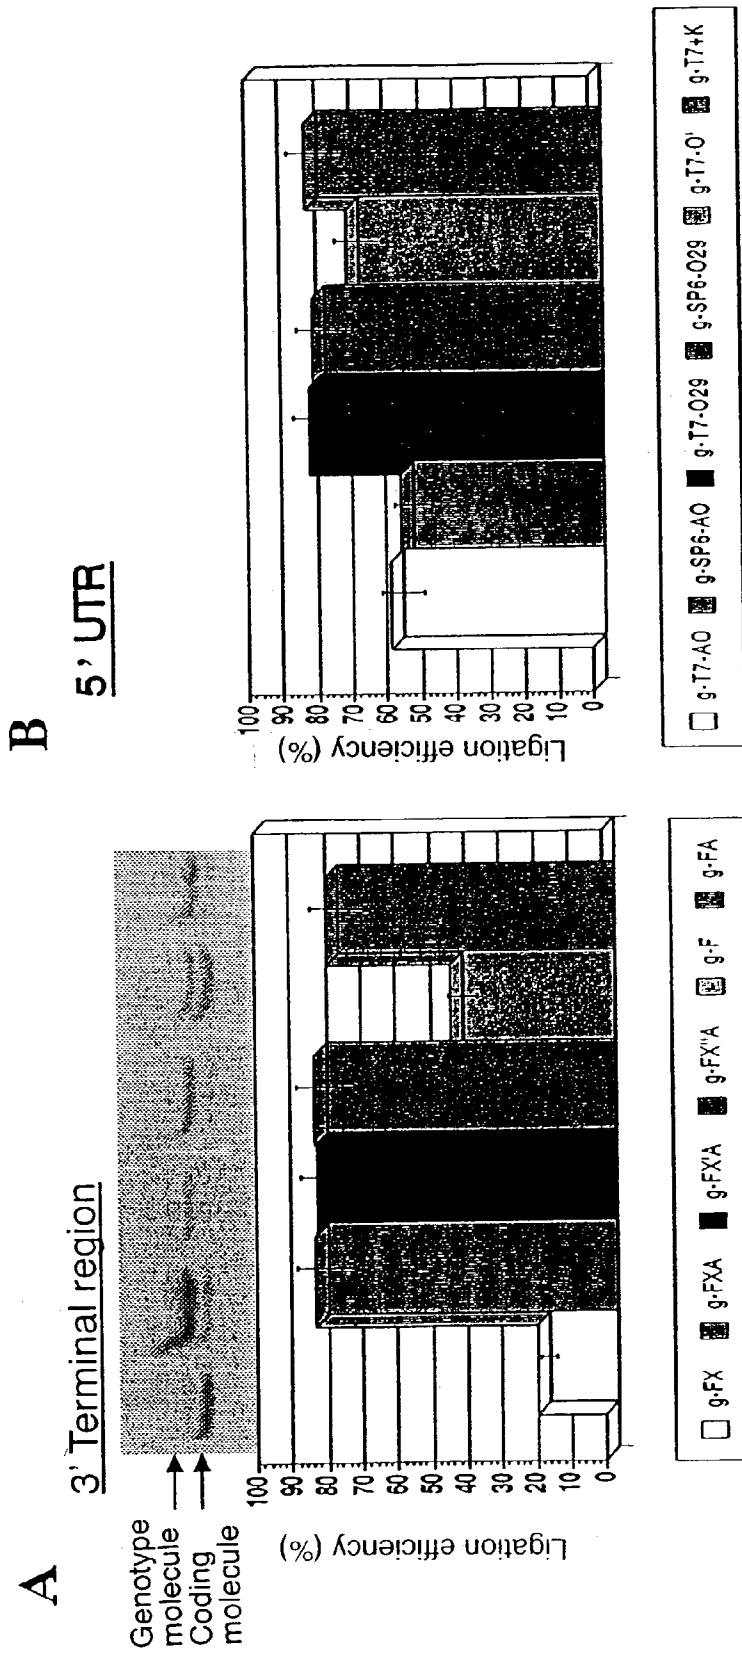 A
3' Terminal region
Genotype
molecule
Coding
molecule
Ligation efficiency (%)
100
90
80
70
60
50
40
30
20
10
0
g-FX g-FXA g-FX'A g-FX''A g-F g-FA
B
5' UTR
Ligation efficiency (%)
100
90
80
70
60
50
40
30
20
10
0
g-T7-AO g-SP6-AO g-T7-O29 g-SP6-O29 g-T7-O' g-T7+K